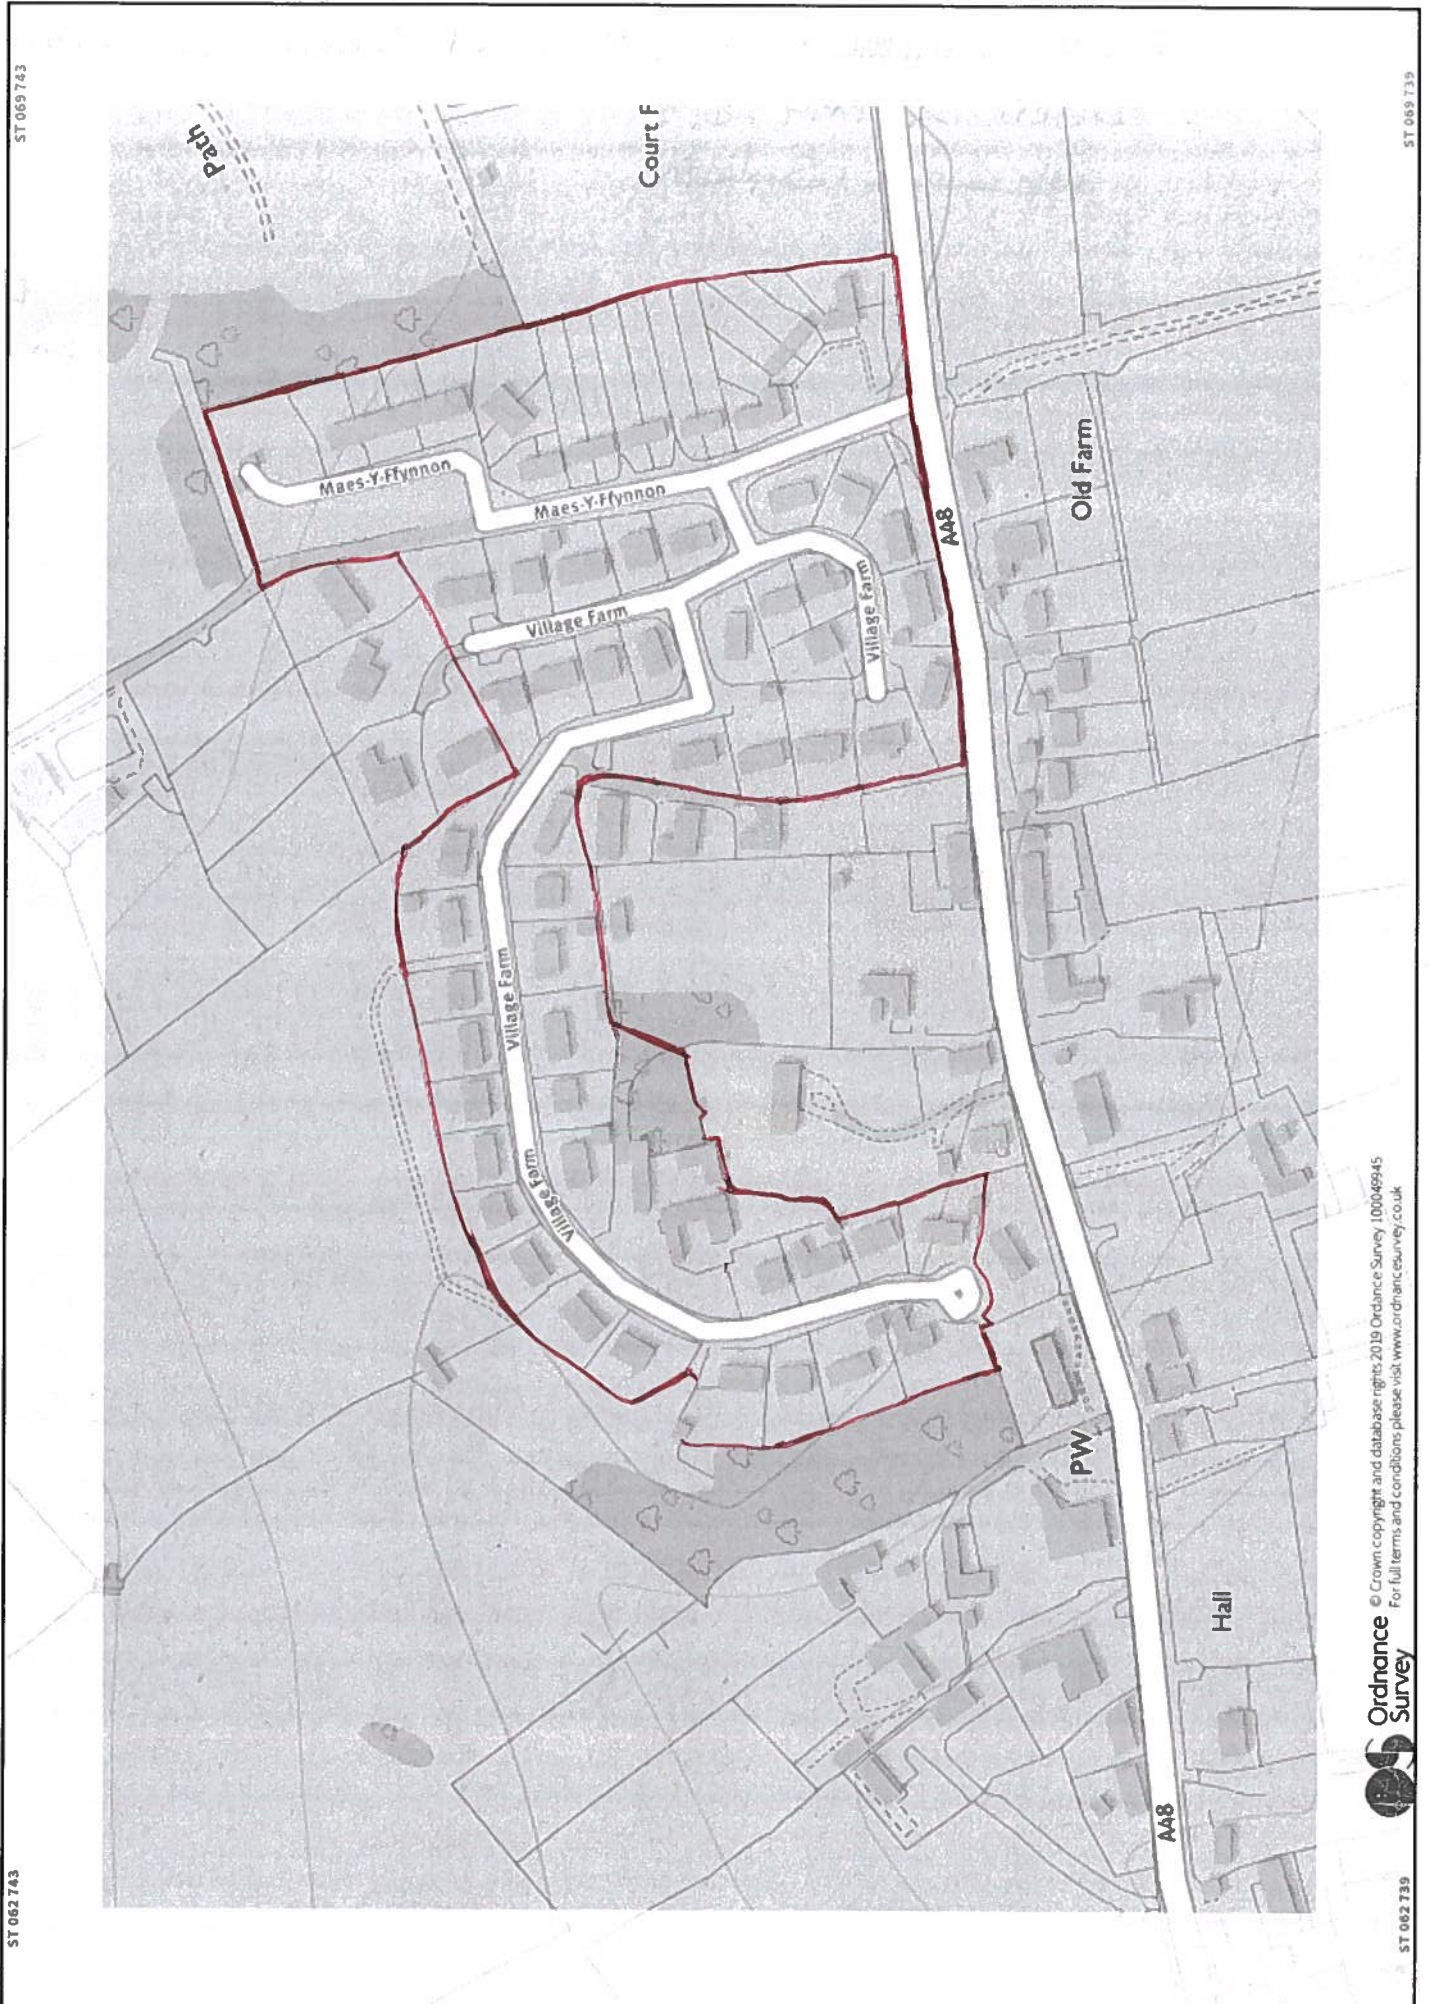 ST 062 743
ST 069 743
Path
Court F
Maes-Y-Ffynnon
Maes-Y-Ffynnon
Village Farm
Village Farm
Village Farm
Village Farm
A48
Old Farm
PW
Hall
A48
ST 062 739
ST 069 739
Ordnance
Survey
© Crown copyright and database rights 2019 Ordance Survey 100049945
For full terms and conditions please visit www.ordnancesurvey.co.uk